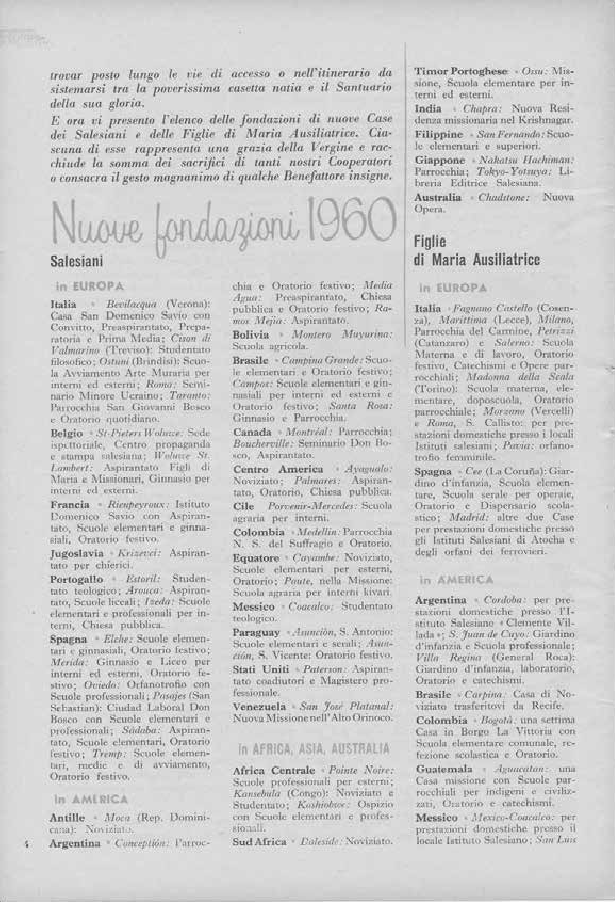 trovar posto lungo le vie di accesso o nell'itinerario da
sistemarsi tra la poverissima casetta natia e il Santuario
della sua gloria.
E ora vi presento l'elenco delle fondazioni di nuove Case
dei Salesiani e delle Figlie di Maria Ausiliatrice. Cia-
scuna di esse rappresenta una grazia della Vergine e rac-
chiude la somma dei sacrifici di tanti nostri Cooperatori
o consacra il gesto magnanimo di qualche Benefattore insigne.
Nuove fondazioni 1960
Salesiani
in EUROPA
Italia ° Bevilacqua (Verona):
Casa San Domenico Savio con
Convitto, Preaspirantato, Prepa-
ratoria e Prima Media; Cison di
Valmarino (Treviso): Studentato
filosofico; Ostuni (Brindisi): Scuo-
la Avviamento Arte Muraria per
interni ed esterni; Roma: Semi-
nario Minore Ucraino; Taranto:
Parrocchia San Giovanni Bosco
e Oratorio quotidiano.
Belgio ° St-Pieters Woluwe: Sede
ispettoriale, Centro propaganda
e stampa salesiana; Woluwe St.
Lambert: Aspirantato Figli di
Maria e Missionari, Ginnasio per
interni ed esterni.
Francia ° Rieupeyroux: Istituto
Domenico Savio con Aspiran-
tato, Scuole elementari e ginna-
siali, Oratorio festivo.
Jugoslavia ° Krizevci: Aspiran-
tato per chierici.
Portogallo ° Estoril: Studen-
tato teologico; Arouca: Aspiran-
tato, Scuole liceali; Izeda: Scuole
elementari e professionali per in-
terni, Chiesa pubblica.
Spagna ° Elche: Scuole elemen-
tari e ginnasiali, Oratorio festivo;
Merida: Ginnasio e Liceo per
interni ed esterni, Oratorio fe-
stivo; Oviedo: Orfanotrofio con
Scuole professionali; Pasajes (San
Sebastian): Ciudad Laboral Don
Bosco con Scuole elementari e
professionali; Sádaba: Aspiran-
tato, Scuole elementari, Oratorio
festivo; Tremp: Scuole elemen-
tari, medie e di avviamento,
Oratorio festivo.
in AMERICA
Antille ° Moca (Rep. Domini-
cana): Noviziato.
Argentina ° Conceptión: Parroc-
4
chia e Oratorio festivo; Media
Agua: Preaspirantato, Chiesa
pubblica e Oratorio festivo; Ra-
mos Mejia: Aspirantato.
Bolivia ° Montero Muyurina:
Scuola agricola.
Brasile ° Campina Grande: Scuo-
le elementari e Oratorio festivo;
Campos: Scuole elementari e gin-
nasiali per interni ed esterni e
Oratorio festivo; Santa Rosa:
Ginnasio e Parrocchia.
Canada ° Montréal: Parrocchia;
Boucherville: Seminario Don Bo-
sco, Aspirantato.
Centro America ° Ayagualo:
Noviziato; Palmares: Aspiran-
tato, Oratorio, Chiesa pubblica.
Cile Porvenir-Mercedes: Scuola
agraria per interni.
Colombia ° Medellin: Parrocchia
N. S. del Suffragio e Oratorio.
Equatore ° Cayambe: Noviziato,
Scuole elementari per esterni,
Oratorio; Paute, nella Missione:
Scuola agraria per interni kivari.
Messico ° Coacalco: Studentato
teologico.
Paraguay ° Asunción, S. Antonio:
Scuole elementari e serali; Asun-
ción, S. Vicente: Oratorio festivo.
Stati Uniti ° Paterson: Aspiran-
tato coadiutori e Magistero pro-
fessionale.
Venezuela ° San José Platanal:
Nuova Missione nell'Alto Orinoco.
in AFRICA, ASIA, AUSTRALIA
Africa Centrale ° Pointe Noire:
Scuole professionali per esterni;
Kansebula (Congo): Noviziato e
Studentato; Kashiobwe: Ospizio
con Scuole elementari e profes-
sionali.
Sud Africa ° Daleside: Noviziato.
Timor Portoghese ° Ossu: Mis-
sione, Scuola elementare per in-
terni ed esterni.
India ° Chapra: Nuova Resi-
denza missionaria nel Krishnagar.
Filippine ° San Fernando: Scuo-
le elementari e superiori.
Giappone ° Nakatsu Hachiman:
Parrocchia; Tokyo-Yotsuya: Li-
breria Editrice Salesiana.
Australia ° Chadstone: Nuova
Opera.
Figlie
di Maria Ausiliatrice
in EUROPA
Italia ° Fagnano Castello (Cosen-
za), Marittima (Lecce), Milano,
Parrocchia del Carmine, Petrizzi
(Catanzaro) e Salerno: Scuola
Materna e di lavoro, Oratorio
festivo, Catechismi e Opere par-
rocchiali; Madonna della Scala
(Torino): Scuola materna, ele-
mentare, doposcuola, Oratorio
parrocchiale; Morzano (Vercelli)
e Roma, S. Callisto: per pre-
stazioni domestiche presso i locali
Istituti salesiani; Pavia: orfano-
trofio femminile.
Spagna ° Cee (La Coruña): Giar-
dino d'infanzia, Scuola elemen-
tare, Scuola serale per operaie,
Oratorio e Dispensario scola-
stico; Madrid: altre due Case
per prestazioni domestiche presso
gli Istituti Salesiani di Atocha e
degli orfani dei ferrovieri.
in AMERICA
Argentina ° Cordoba: per pre-
stazioni domestiche presso l'I-
stituto Salesiano «Clemente Vil-
lada»; S. Juan de Cuyo: Giardino
d'infanzia e Scuola professionale;
Villa Regina (General Roca):
Giardino d'infanzia, laboratorio,
Oratorio e catechismi.
Brasile ° Carpina: Casa di No-
viziato trasferitovi da Recife.
Colombia ° Bogotà: una settima
Casa in Borgo La Vittoria con
Scuola elementare comunale, re-
fezione scolastica e Oratorio.
Guatemala ° Aguacatan: una
Casa missione con Scuole par-
rocchiali per indigeni e civiliz-
zati, Oratorio e catechismi.
Messico ° Mexico-Coacalco: per
prestazioni domestiche presso il
locale Istituto Salesiano; San Luis